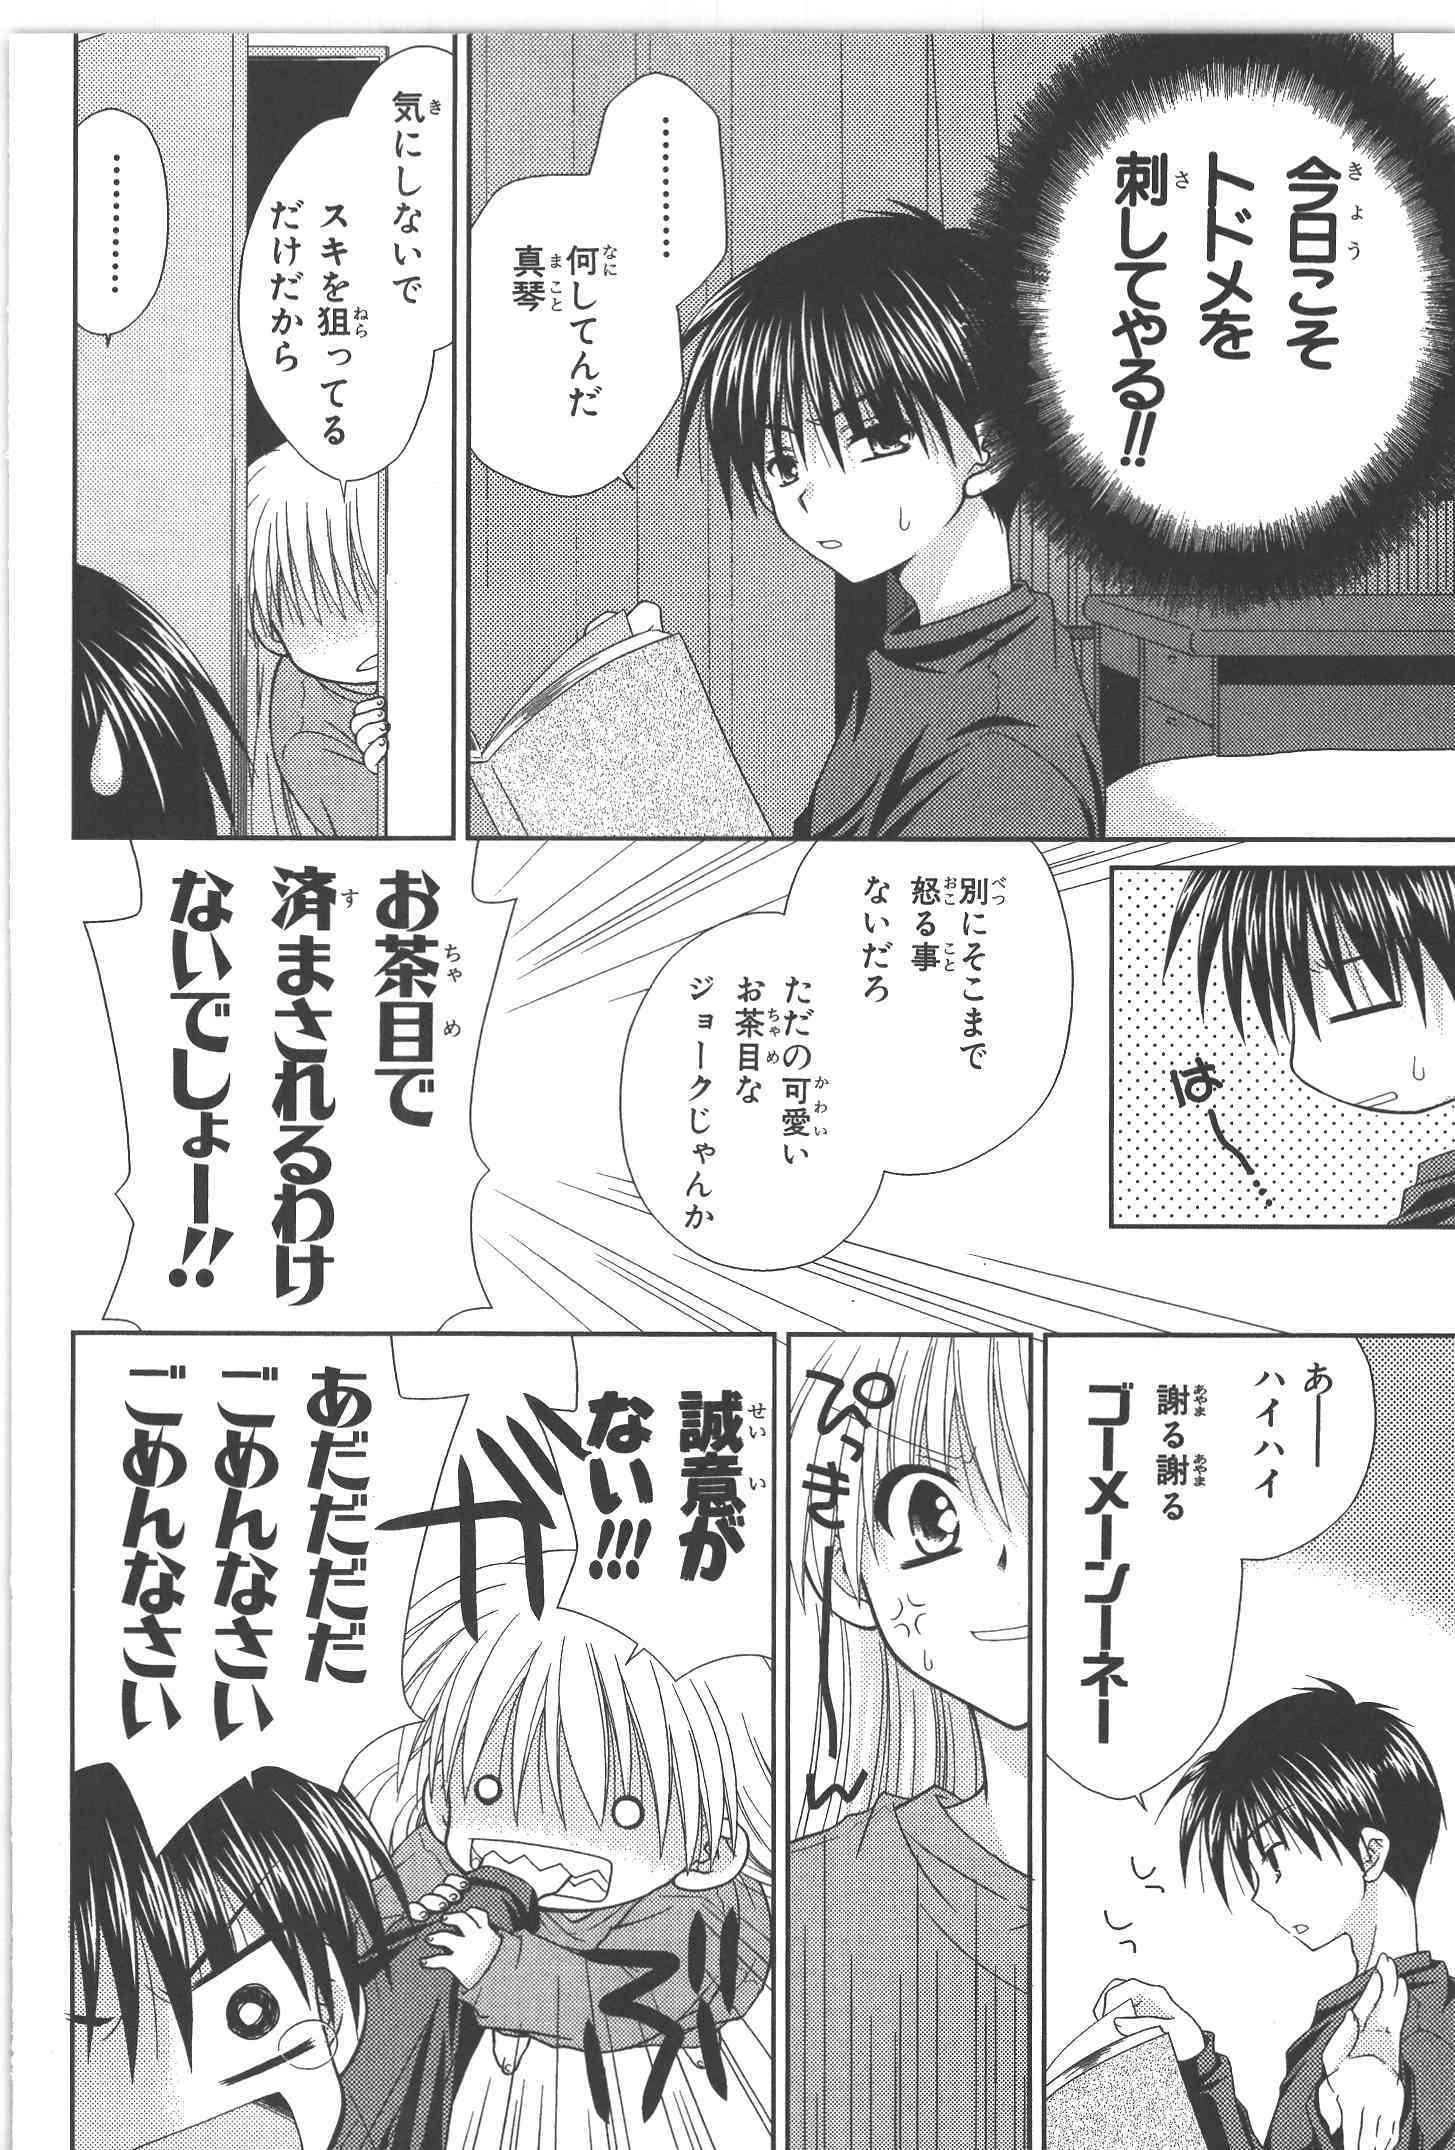 今日こそ
トドメを
刺してやる!!
…………
何してんだ
真琴
気にしないで
スキを狙ってる
だけだから
…………
は〜〜…
別にそこまで
怒る事
ないだろ
ただの可愛い
お茶目な
ジョークじゃんか
お茶目で
済まされるわけ
ないでしょー!!
あー
ハイハイ
謝る謝る
ゴーメーンーネー
ぴっきーーん
誠意が
ない!!!
ガ
がぶぶ
あだだだだ
ごめんなさい
ごめんなさい